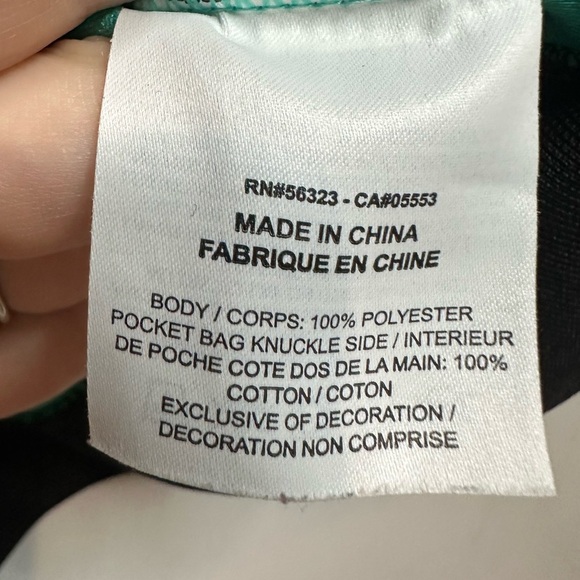 RN#56323 - CA#05553
MADE IN CHINA
FABRIQUE EN CHINE
BODY / CORPS: 100% POLYESTER
POCKET BAG KNUCKLE SIDE / INTERIEUR
DE POCHE COTE DOS DE LA MAIN: 100%
COTTON / COTON
EXCLUSIVE OF DECORATION /
DECORATION NON COMPRISE